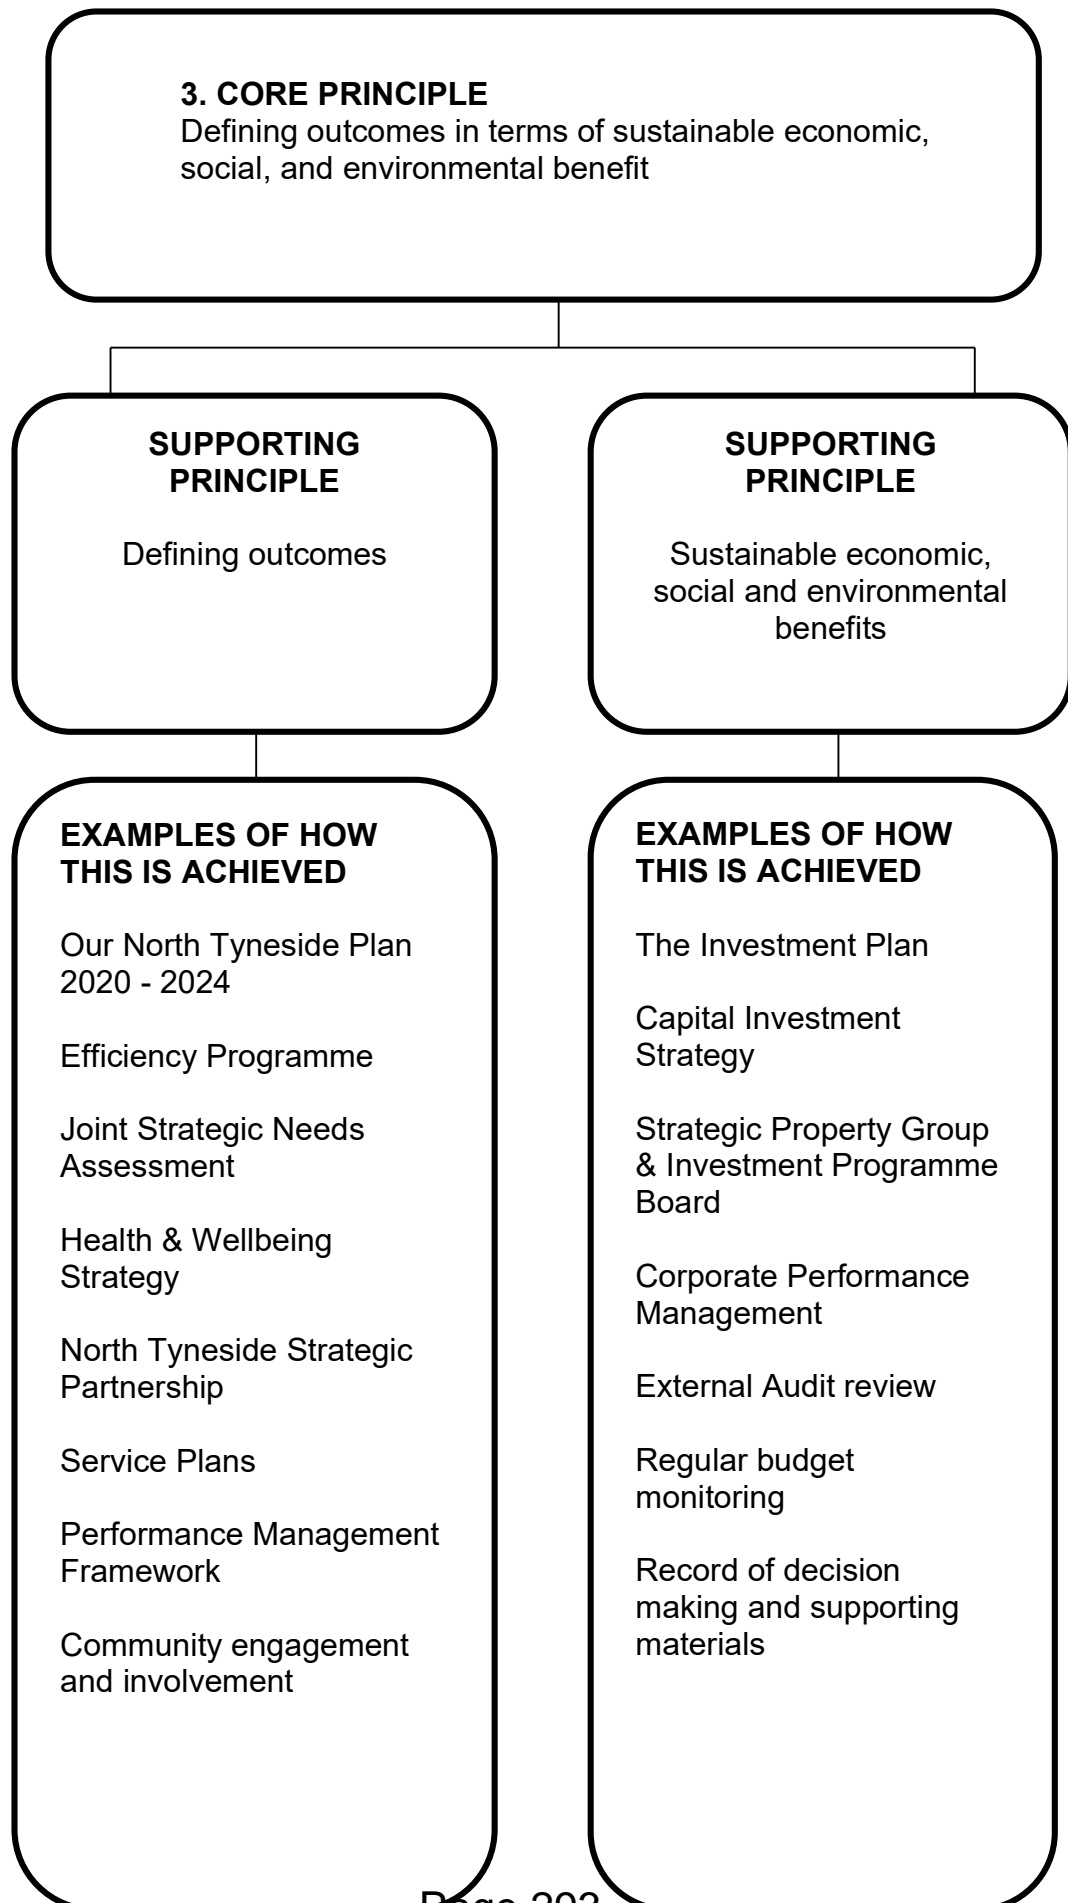 3. CORE PRINCIPLE
Defining outcomes in terms of sustainable economic,
social, and environmental benefit
SUPPORTING
PRINCIPLE
Defining outcomes
SUPPORTING
PRINCIPLE
Sustainable economic,
social and environmental
benefits
EXAMPLES OF HOW
THIS IS ACHIEVED
Our North Tyneside Plan
2020 - 2024
Efficiency Programme
Joint Strategic Needs
Assessment
Health & Wellbeing
Strategy
North Tyneside Strategic
Partnership
Service Plans
Performance Management
Framework
Community engagement
and involvement
EXAMPLES OF HOW
THIS IS ACHIEVED
The Investment Plan
Capital Investment
Strategy
Strategic Property Group
& Investment Programme
Board
Corporate Performance
Management
External Audit review
Regular budget
monitoring
Record of decision
making and supporting
materials
Page